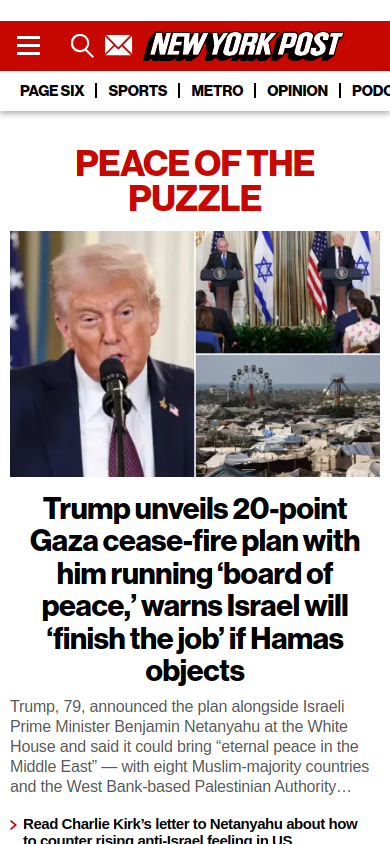 NEW YORK POST
PAGE SIX
SPORTS
METRO
OPINION
PODC
PEACE OF THE
PUZZLE
Trump unveils 20-point
Gaza cease-fire plan with
him running ‘board of
peace,’ warns Israel will
‘finish the job’ if Hamas
objects
Trump, 79, announced the plan alongside Israeli
Prime Minister Benjamin Netanyahu at the White
House and said it could bring “eternal peace in the
Middle East” — with eight Muslim-majority countries
and the West Bank-based Palestinian Authority…
Read Charlie Kirk’s letter to Netanyahu about how
to counter rising anti-Israel feeling in US